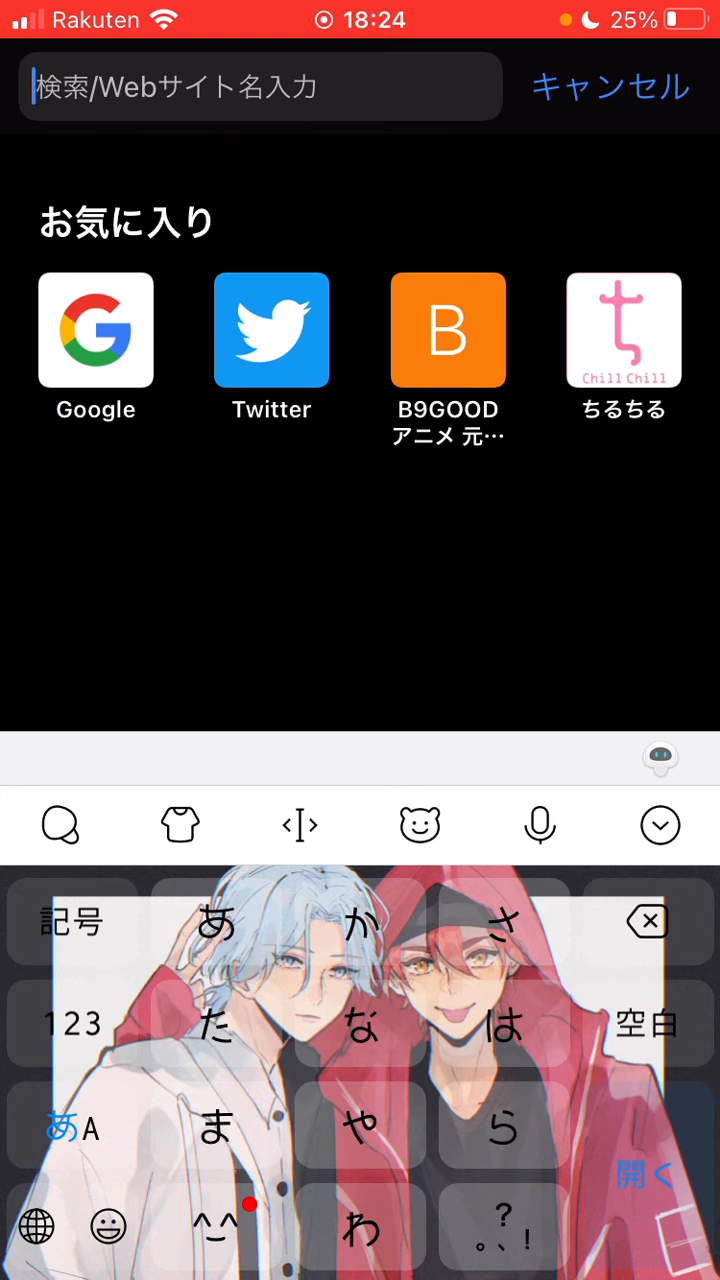 Rakuten 18:24 25%
検索/Webサイト名入力 キャンセル
お気に入り
B
Chill Chill
Google Twitter B9GOOD ちるちる
アニメ 元…
記号 あ か さ
123 た な は 空白
あA ま や ら
開く
^_^ わ ?
。、!